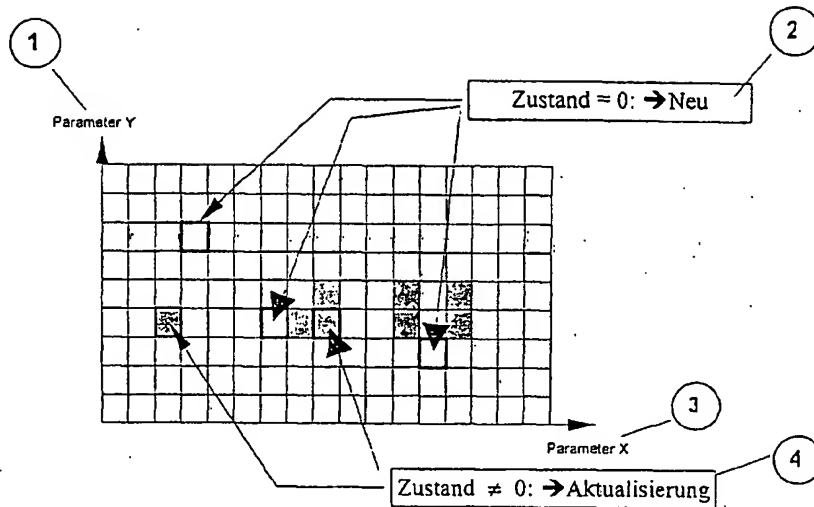 1
2
Parameter Y
Zustand = 0: ➔Neu
3
Parameter X
4
Zustand ≠ 0: ➔Aktualisierung